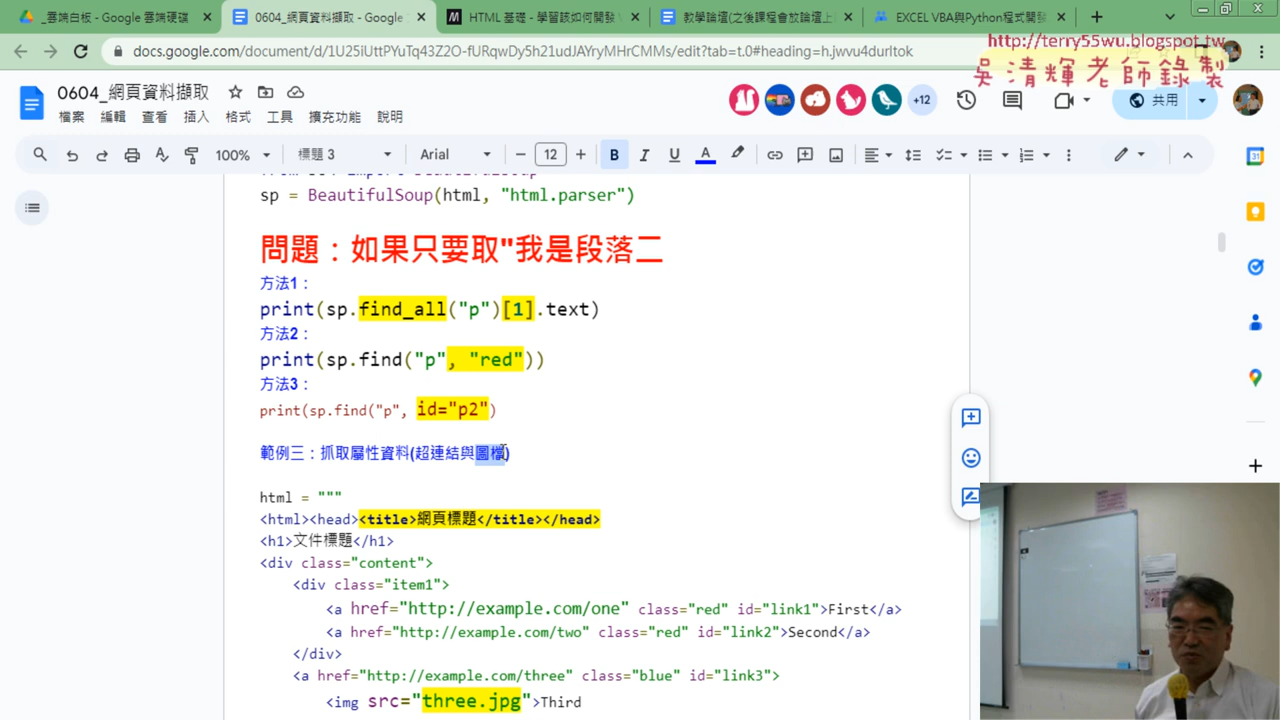 _雲端白板 - Google 雲端硬碟
0604_網頁資料擷取 - Google
HTML 基礎 - 學習該如何開發
教學論壇(之後課程會放論壇上
EXCEL VBA與Python程式開發
docs.google.com/document/d/1U25iUttPYuTq43Z2O-fURqwDy5h21udJAYryMHrCMMs/edit?tab=t.0#heading=h.jwvu4durltok
http://terry55wu.blogspot.tw
吳清輝老師錄製
0604_網頁資料擷取
檔案 編輯 查看 插入 格式 工具 擴充功能 說明
+12
共用
100% 標題 3 Arial 12 B I U A
sp = BeautifulSoup(html, "html.parser")
問題：如果只要取"我是段落二
方法1：
print(sp.find_all("p")[1].text)
方法2：
print(sp.find("p", "red"))
方法3：
print(sp.find("p", id="p2")
範例三：抓取屬性資料(超連結與圖檔)
html = """
<html><head><title>網頁標題</title></head>
<h1>文件標題</h1>
<div class="content">
<div class="item1">
<a href="http://example.com/one" class="red" id="link1">First</a>
<a href="http://example.com/two" class="red" id="link2">Second</a>
</div>
<a href="http://example.com/three" class="blue" id="link3">
<img src="three.jpg">Third